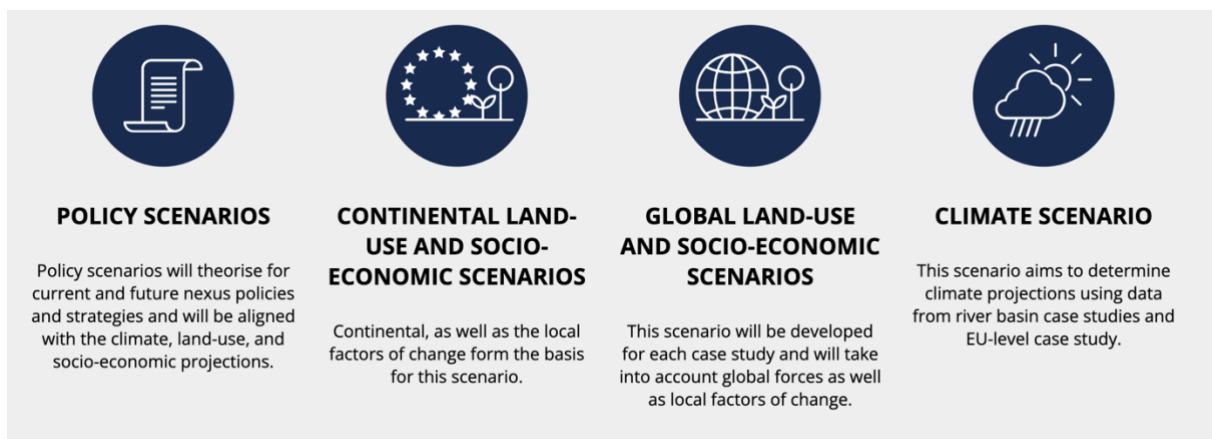 POLICY SCENARIOS
Policy scenarios will theorise for
current and future nexus policies
and strategies and will be aligned
with the climate, land-use, and
socio-economic projections.
CONTINENTAL LAND-
USE AND SOCIO-
ECONOMIC SCENARIOS
Continental, as well as the local
factors of change form the basis
for this scenario.
GLOBAL LAND-USE
AND SOCIO-ECONOMIC
SCENARIOS
This scenario will be developed
for each case study and will take
into account global forces as well
as local factors of change.
CLIMATE SCENARIO
This scenario aims to determine
climate projections using data
from river basin case studies and
EU-level case study.